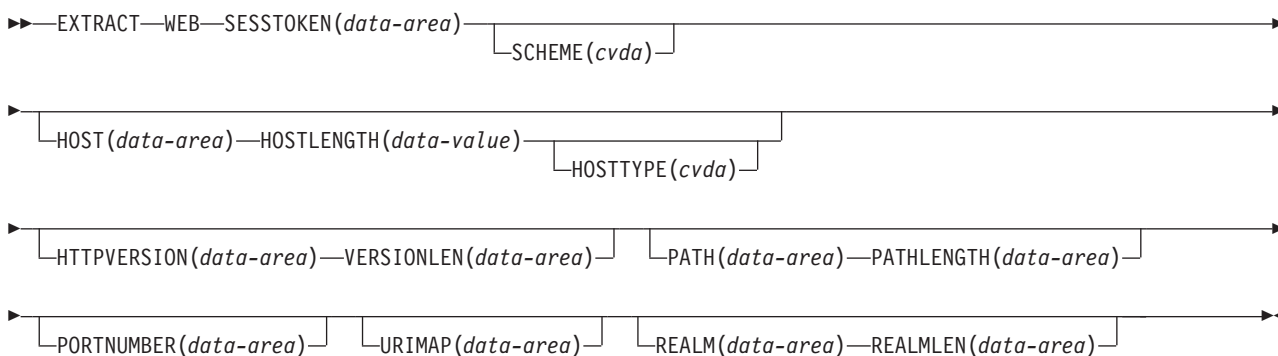 EXTRACT WEB SESSTOKEN(data-area)
SCHEME(cvda)
HOST(data-area) HOSTLENGTH(data-value)
HOSTTYPE(cvda)
HTTPVERSION(data-area) VERSIONLEN(data-area) PATH(data-area) PATHLENGTH(data-area)
PORTNUMBER(data-area) URIMAP(data-area) REALM(data-area) REALMLEN(data-area)